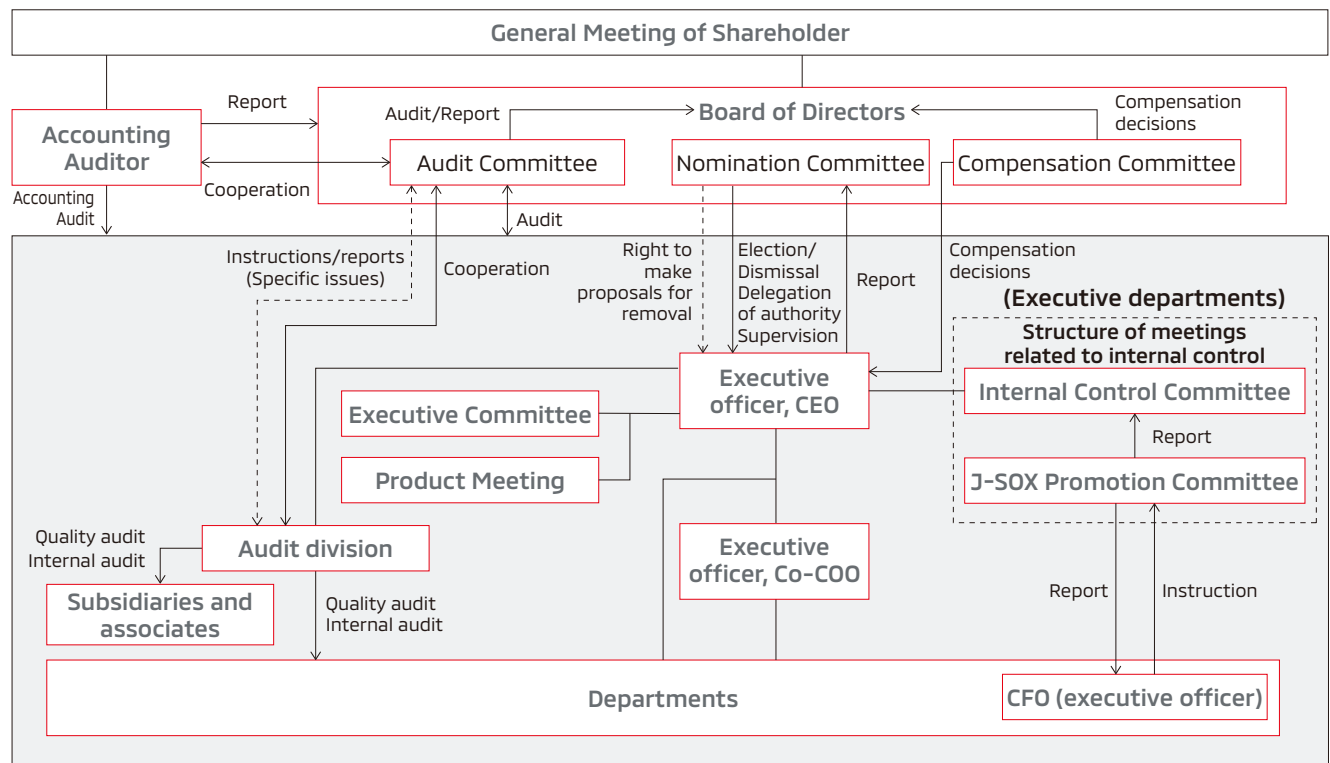 General Meeting of Shareholder
Report
Accounting
Auditor
Cooperation
Accounting
Audit
Audit/Report
Board of Directors
Compensation
decisions
Audit Committee
Nomination Committee
Compensation Committee
Audit
Instructions/reports
(Specific issues)
Cooperation
Right to
make
proposals for
removal
Election/
Dismissal
Delegation
of authority
Supervision
Report
Compensation
decisions
(Executive departments)
Structure of meetings
related to internal control
Internal Control Committee
Report
J-SOX Promotion Committee
Executive
officer, CEO
Executive Committee
Product Meeting
Audit division
Quality audit
Internal audit
Subsidiaries and
associates
Quality audit
Internal audit
Executive
officer, Co-COO
Report
Instruction
Departments
CFO (executive officer)